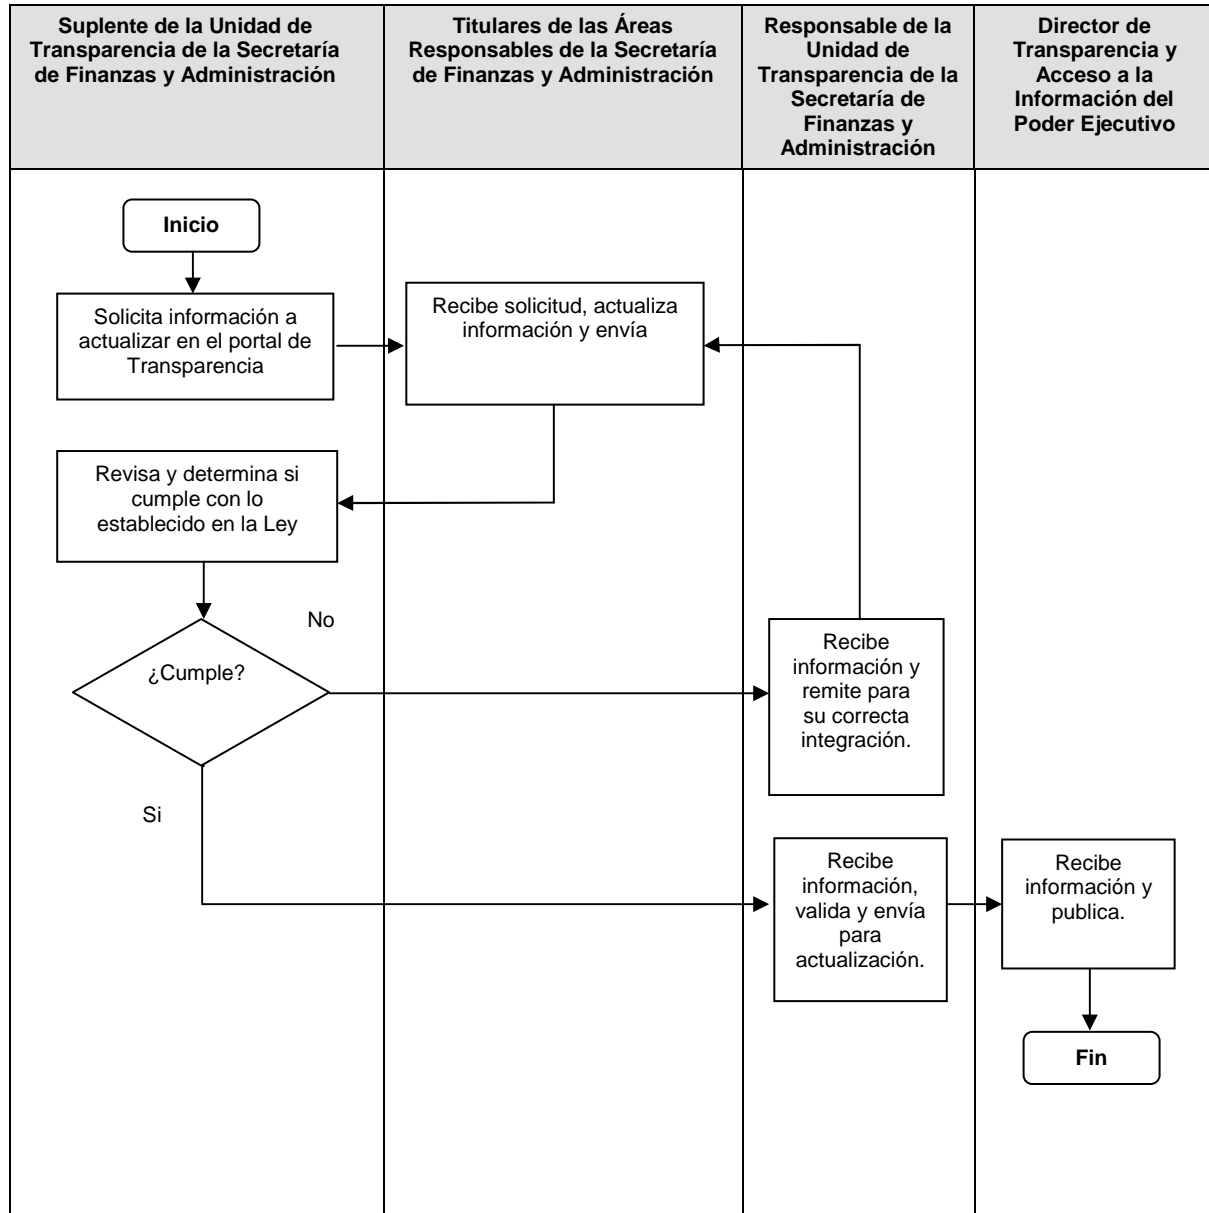 Suplente de la Unidad de
Transparencia de la Secretaría
de Finanzas y Administración
Titulares de las Áreas
Responsables de la Secretaría
de Finanzas y Administración
Responsable de la
Unidad de
Transparencia de la
Secretaría de
Finanzas y
Administración
Director de
Transparencia y
Acceso a la
Información del
Poder Ejecutivo
Inicio
Solicita información a
actualizar en el portal de
Transparencia
Recibe solicitud, actualiza
información y envía
Revisa y determina si
cumple con lo
establecido en la Ley
¿Cumple?
No
Recibe
información y
remite para
su correcta
integración.
Si
Recibe
información,
valida y envía
para
actualización.
Recibe
información y
publica.
Fin